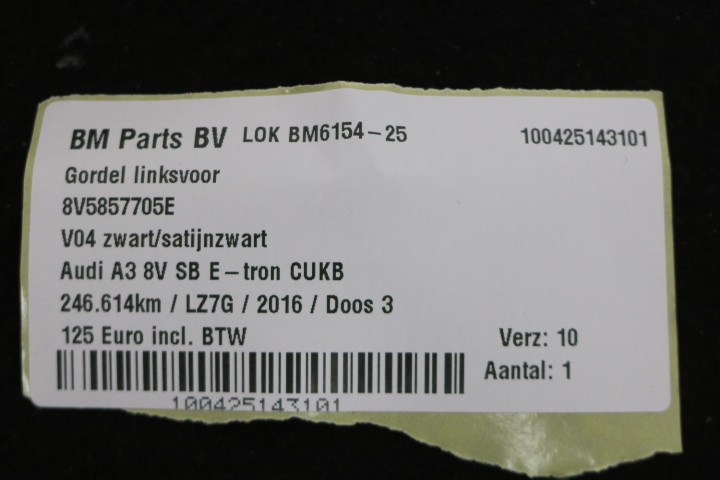 BM Parts BV LOK BM6154-25 100425143101
Gordel linksvoor
8V5857705E
V04 zwart/satijnzwart
Audi A3 8V SB E-tron CUKB
246.614km / LZ7G / 2016 / Doos 3
125 Euro incl. BTW Verz: 10
Aantal: 1
100425143101